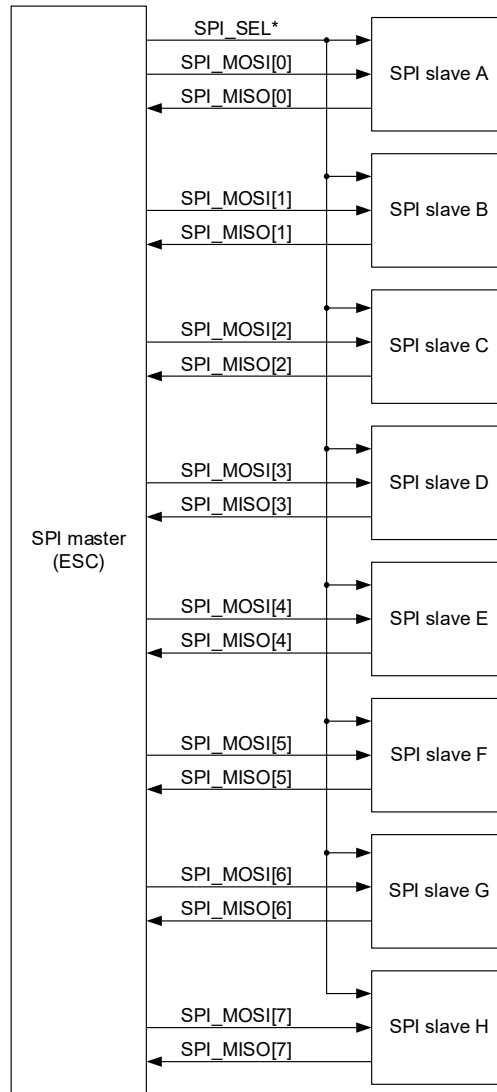 SPI_SEL*
SPI_MOSI[0]
SPI slave A
SPI_MISO[0]
SPI slave B
SPI_MOSI[1]
SPI_MISO[1]
SPI slave C
SPI_MOSI[2]
SPI_MISO[2]
SPI slave D
SPI_MOSI[3]
SPI_MISO[3]
SPI master
(ESC)
SPI slave E
SPI_MOSI[4]
SPI_MISO[4]
SPI slave F
SPI_MOSI[5]
SPI_MISO[5]
SPI slave G
SPI_MOSI[6]
SPI_MISO[6]
SPI slave H
SPI_MOSI[7]
SPI_MISO[7]